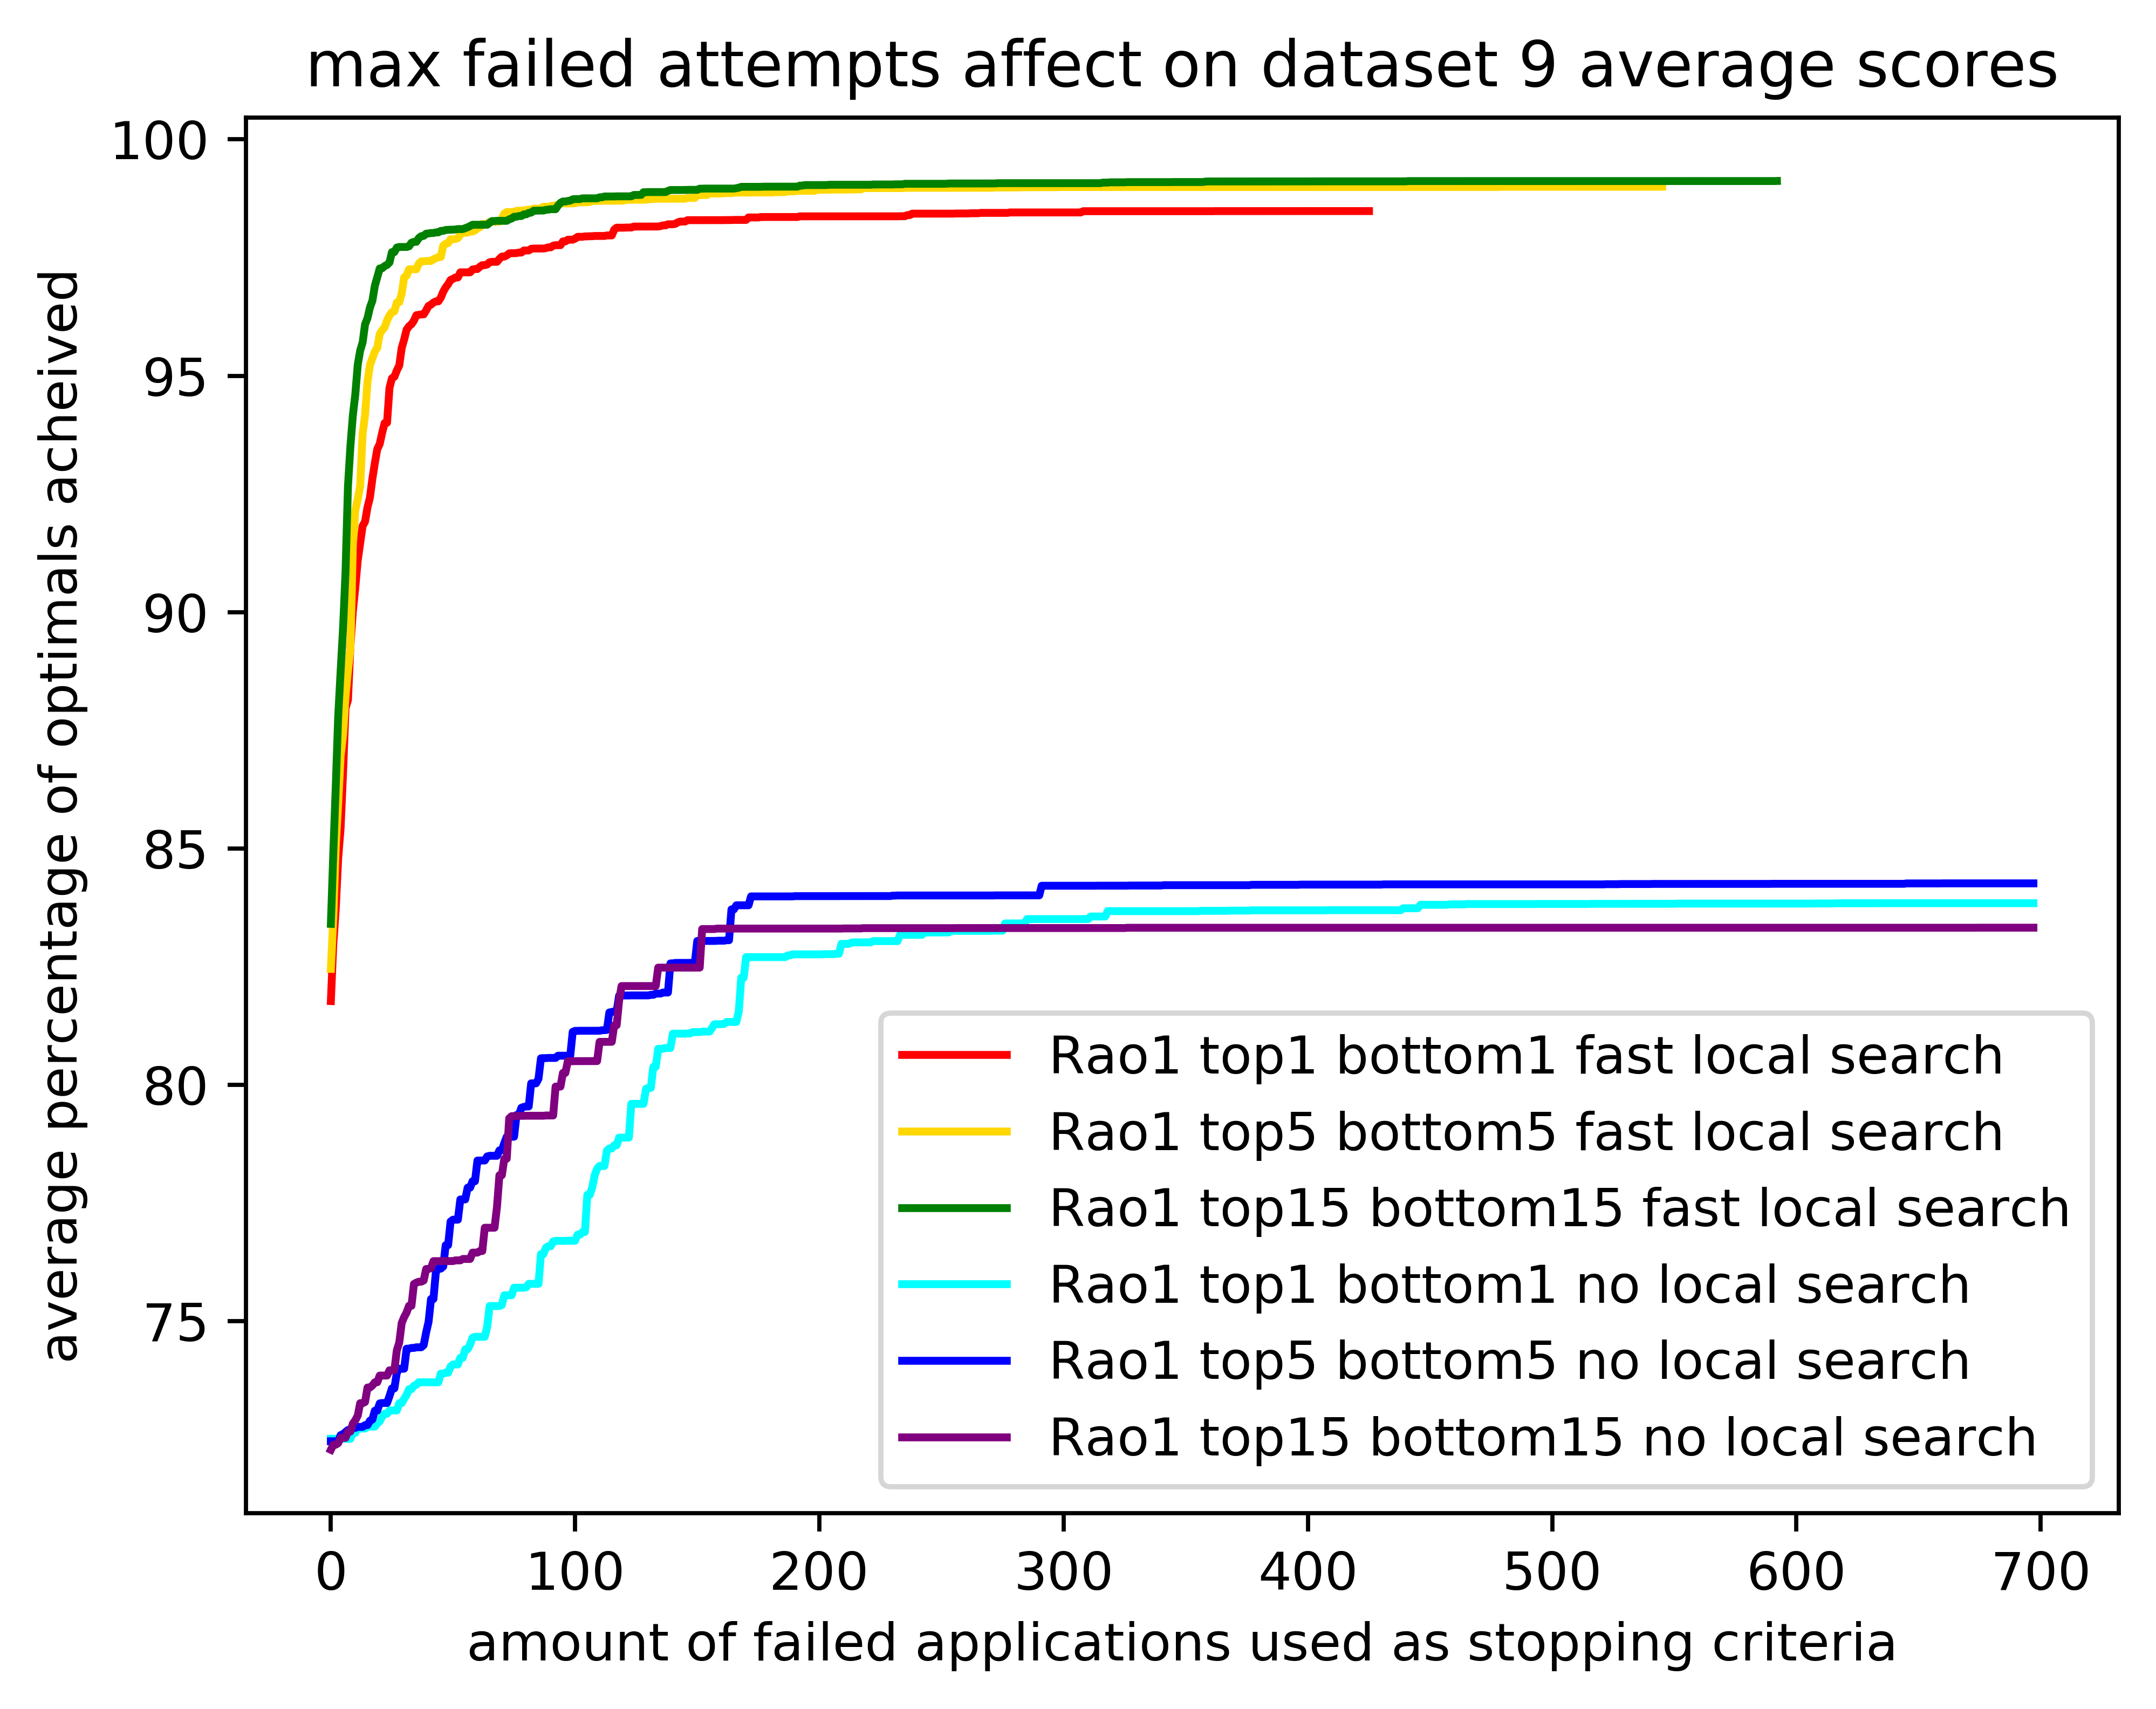 max failed attempts affect on dataset 9 average scores
average percentage of optimals acheived
100
95
90
85
80
75
Rao1 top1 bottom1 fast local search
Rao1 top5 bottom5 fast local search
Rao1 top15 bottom15 fast local search
Rao1 top1 bottom1 no local search
Rao1 top5 bottom5 no local search
Rao1 top15 bottom15 no local search
0 100 200 300 400 500 600 700
amount of failed applications used as stopping criteria